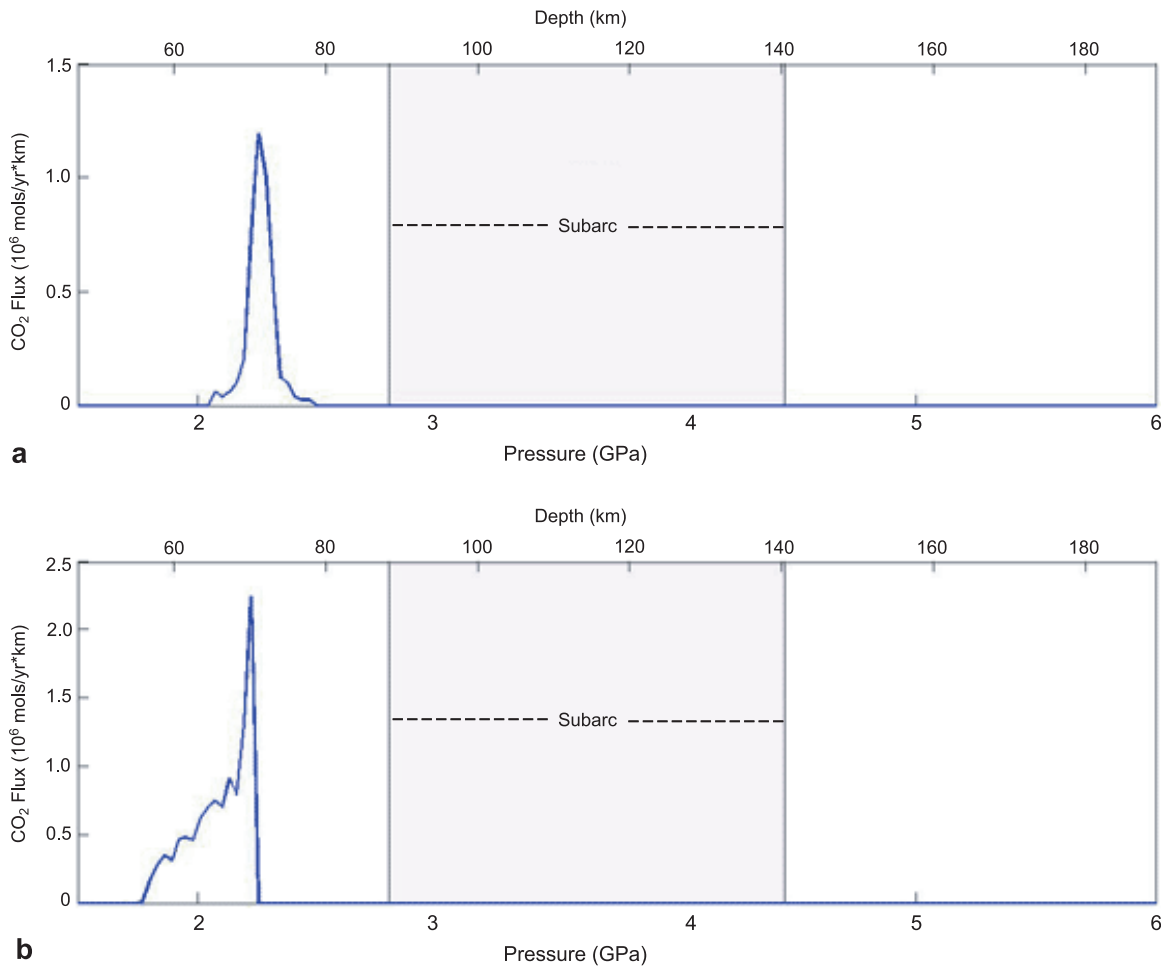 Depth (km)
60 80 100 120 140 160 180
1.5
1.0
0.5
0
CO2 Flux (10⁶ mols/yr*km)
Subarc
2 3 4 5 6
Pressure (GPa)
a
Depth (km)
60 80 100 120 140 160 180
2.5
2.0
1.5
1.0
0.5
0
CO2 Flux (10⁶ mols/yr*km)
Subarc
2 3 4 5 6
Pressure (GPa)
b